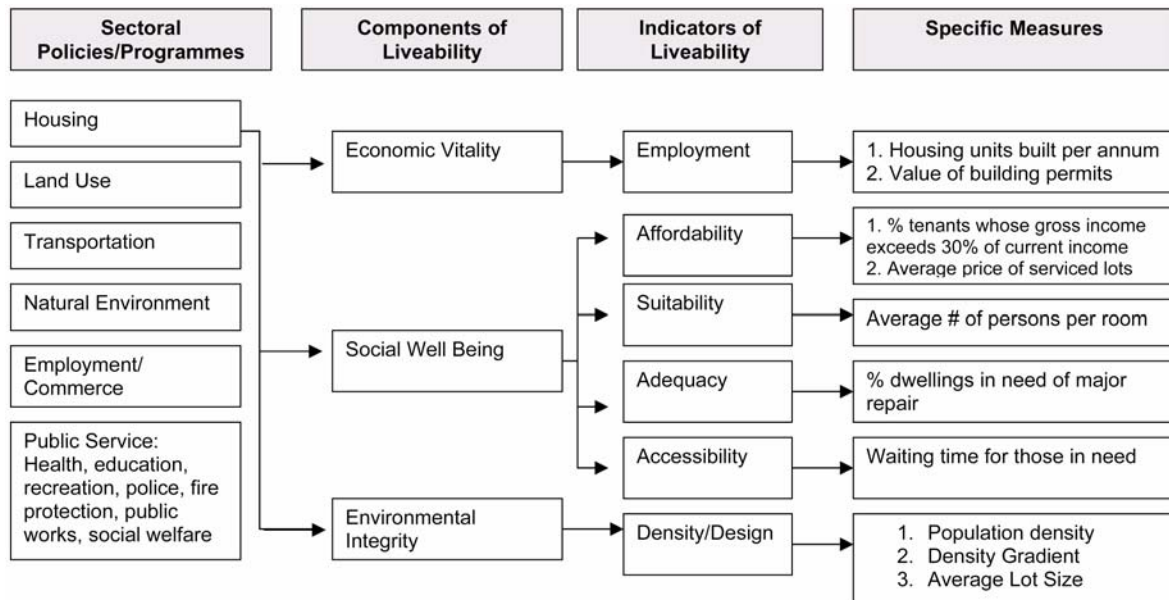 Sectoral
Policies/Programmes
Components of
Liveability
Indicators of
Liveability
Specific Measures
Housing
Land Use
Transportation
Natural Environment
Employment/
Commerce
Public Service:
Health, education,
recreation, police, fire
protection, public
works, social welfare
Economic Vitality
Social Well Being
Environmental
Integrity
Employment
Affordability
Suitability
Adequacy
Accessibility
Density/Design
1. Housing units built per annum
2. Value of building permits
1. % tenants whose gross income
exceeds 30% of current income
2. Average price of serviced lots
Average # of persons per room
% dwellings in need of major
repair
Waiting time for those in need
1. Population density
2. Density Gradient
3. Average Lot Size